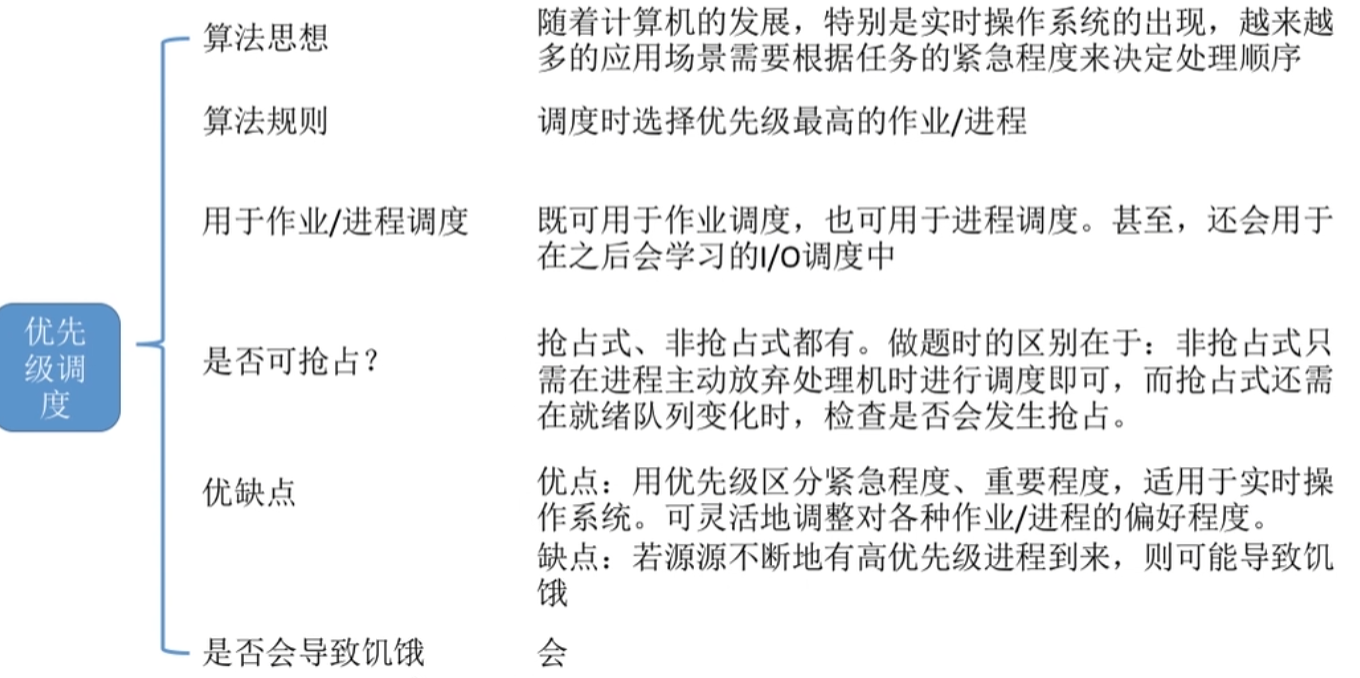 算法思想
随着计算机的发展，特别是实时操作系统的出现，越来越
多的应用场景需要根据任务的紧急程度来决定处理顺序
算法规则
调度时选择优先级最高的作业/进程
用于作业/进程调度
既可用于作业调度，也可用于进程调度。甚至，还会用于
在之后会学习的I/O调度中
优先
级调
度
是否可抢占？
抢占式、非抢占式都有。做题时的区别在于：非抢占式只
需在进程主动放弃处理机时进行调度即可，而抢占式还需
在就绪队列变化时，检查是否会发生抢占。
优缺点
优点：用优先级区分紧急程度、重要程度，适用于实时操
作系统。可灵活地调整对各种作业/进程的偏好程度。
缺点：若源源不断地有高优先级进程到来，则可能导致饥
饿
是否会导致饥饿
会